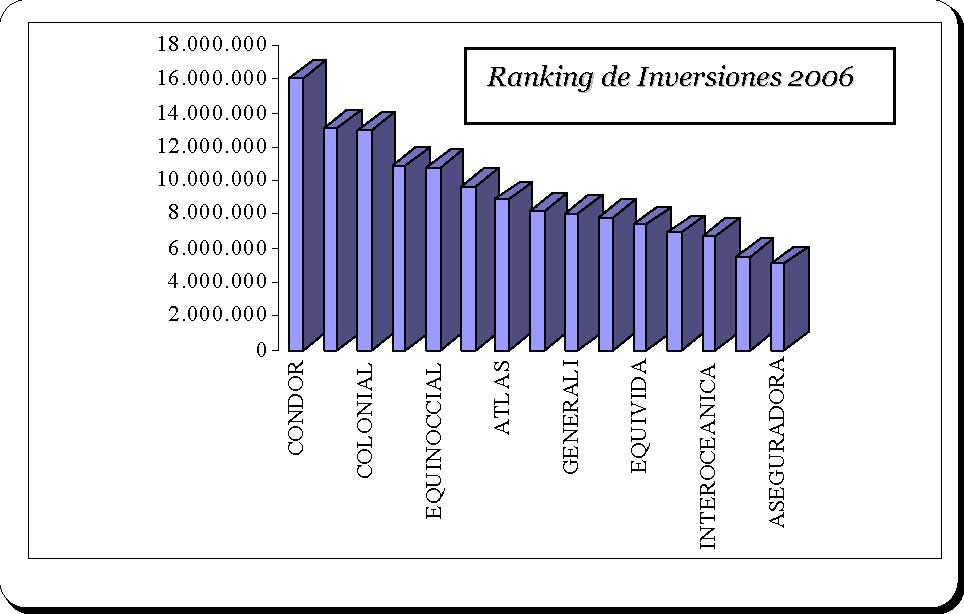 Ranking de Inversiones 2006
18.000.000
16.000.000
14.000.000
12.000.000
10.000.000
8.000.000
6.000.000
4.000.000
2.000.000
0
CONDOR
COLONIAL
EQUINOCCIAL
ATLAS
GENERALI
EQUIVIDA
INTEROCEANICA
ASEGURADORA